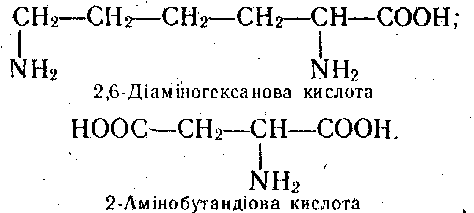 CH₂—CH₂—CH₂—CH₂—CH—COOH;
NH₂ NH₂
2,6-Діаміногексанова кислота
HOOC—CH₂—CH—COOH.
NH₂
2-Амінобутандіова кислота